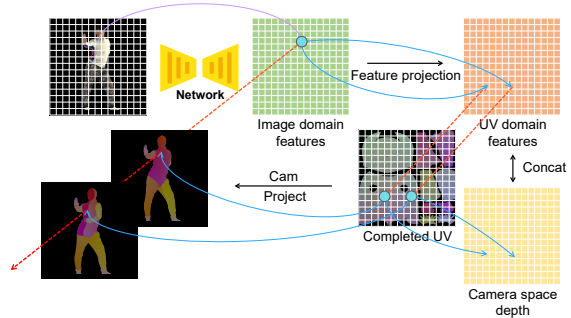 Network
Feature projection
Image domain
features
UV domain
features
Concat
Cam
Project
Completed UV
Camera space
depth